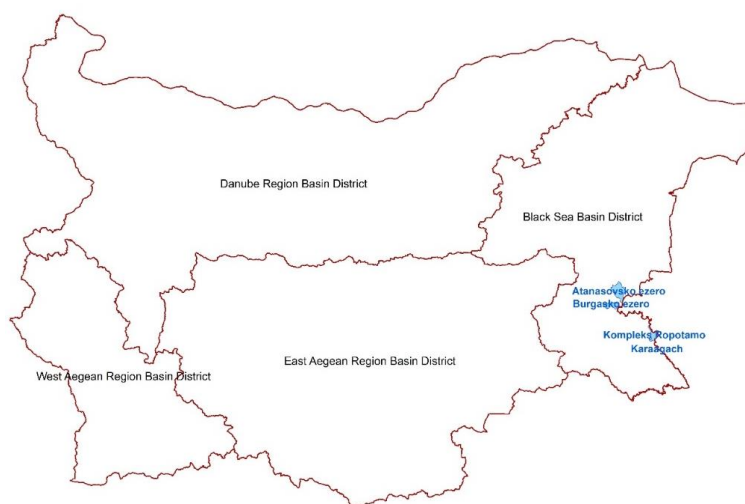 Danube Region Basin District
Black Sea Basin District
Atanasovsko ezero
Burgasko ezero
Kompleks Ropotamo
Karaagach
East Aegean Region Basin District
West Aegean Region Basin District